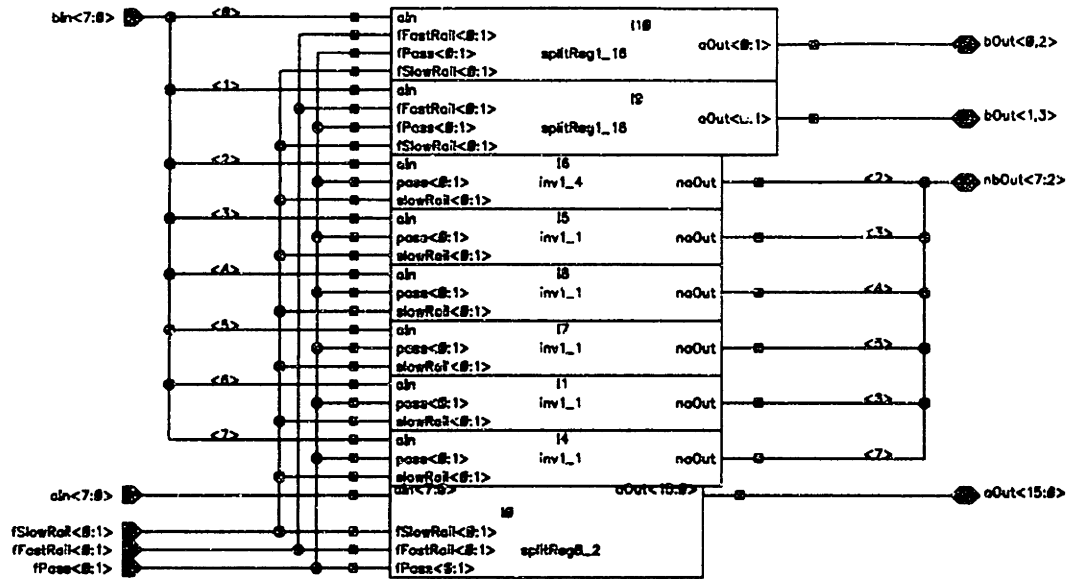 bin<7:0> <0> ain I10
fFastRail<0:1> aOut<0:1> bOut<0,2>
fPass<0:1> splitReg1_16
fSlowRail<0:1>
<1> ain I2
fFastRail<0:1> bOut<1,3>
fPass<0:1> splitReg1_16
fSlowRail<0:1>
<2> ain I6
pass<0:1> inv1_4 naOut <2> nbOut<7:2>
slowRail<0:1>
<3> ain I5
pass<0:1> inv1_1 naOut <3>
slowRail<0:1>
<4> ain I8
pass<0:1> inv1_1 naOut <4>
slowRail<0:1>
<5> ain I7
pass<0:1> inv1_1 naOut <5>
slowRail<0:1>
<6> ain I1
pass<0:1> inv1_1 naOut
slowRail<0:1>
<7> ain I4
pass<0:1> inv1_1 naOut <7>
slowRail<0:1>
ain<7:0> ain<7:0> aOut<15:0> aOut<15:0>
fSlowRail<0:1> fSlowRail<0:1>
fFastRail<0:1> fFastRail<0:1>
fPass<0:1> fPass<0:1>